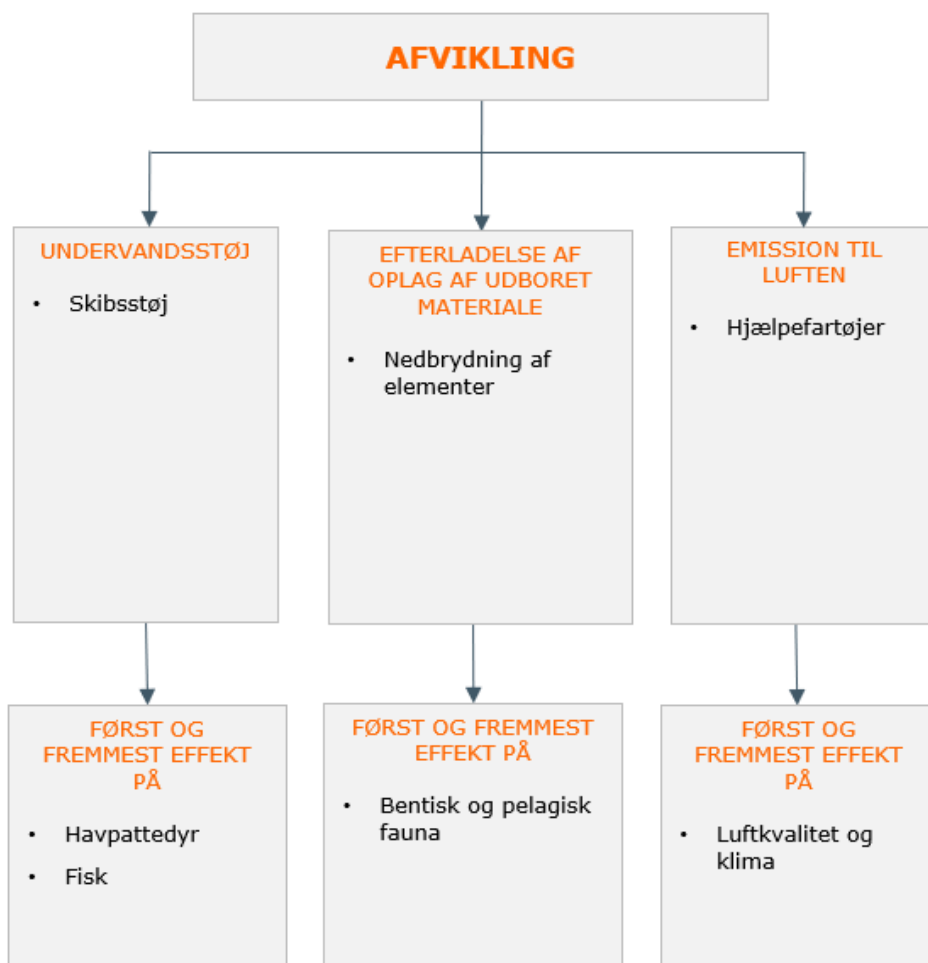 AFVIKLING
UNDERVANDSSTØJ
• Skibsstøj
EFTERLADELSE AF
OPLAG AF UDBORET
MATERIALE
• Nedbrydning af
elementer
EMISSION TIL
LUFTEN
• Hjælpefartøjer
FØRST OG
FREMMEST EFFEKT
PÅ
• Havpattedyr
• Fisk
FØRST OG FREMMEST
EFFEKT PÅ
• Bentisk og pelagisk
fauna
FØRST OG
FREMMEST EFFEKT
PÅ
• Luftkvalitet og
klima